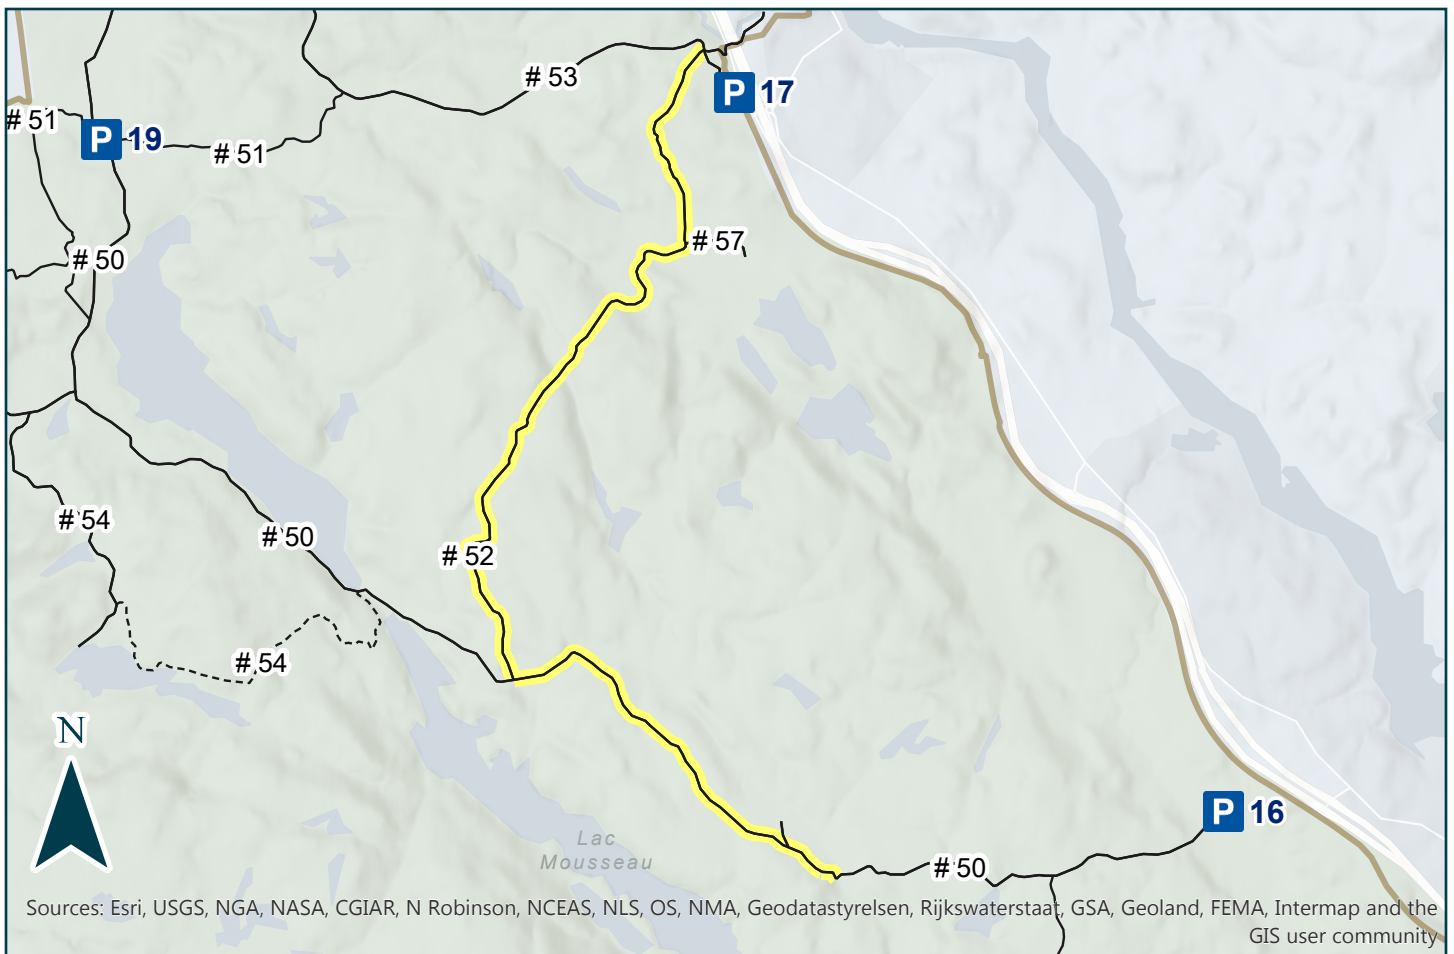 # 53
P 17
# 51
P 19
# 51
# 57
# 50
# 54
# 50
# 52
# 54
N
P 16
Lac
Mousseau
# 50
Sources: Esri, USGS, NGA, NASA, CGIAR, N Robinson, NCEAS, NLS, OS, NMA, Geodatastyrelsen, Rijkswaterstaat, GSA, Geoland, FEMA, Intermap and the
GIS user community